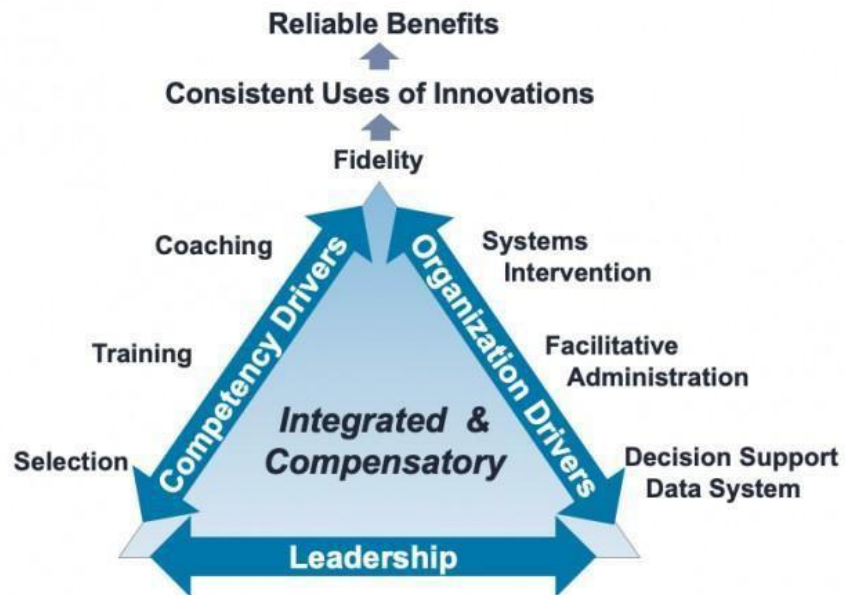 Reliable Benefits
Consistent Uses of Innovations
Fidelity
Coaching
Training
Selection
Competency Drivers
Organization Drivers
Systems
Intervention
Facilitative
Administration
Decision Support
Data System
Integrated &
Compensatory
Leadership